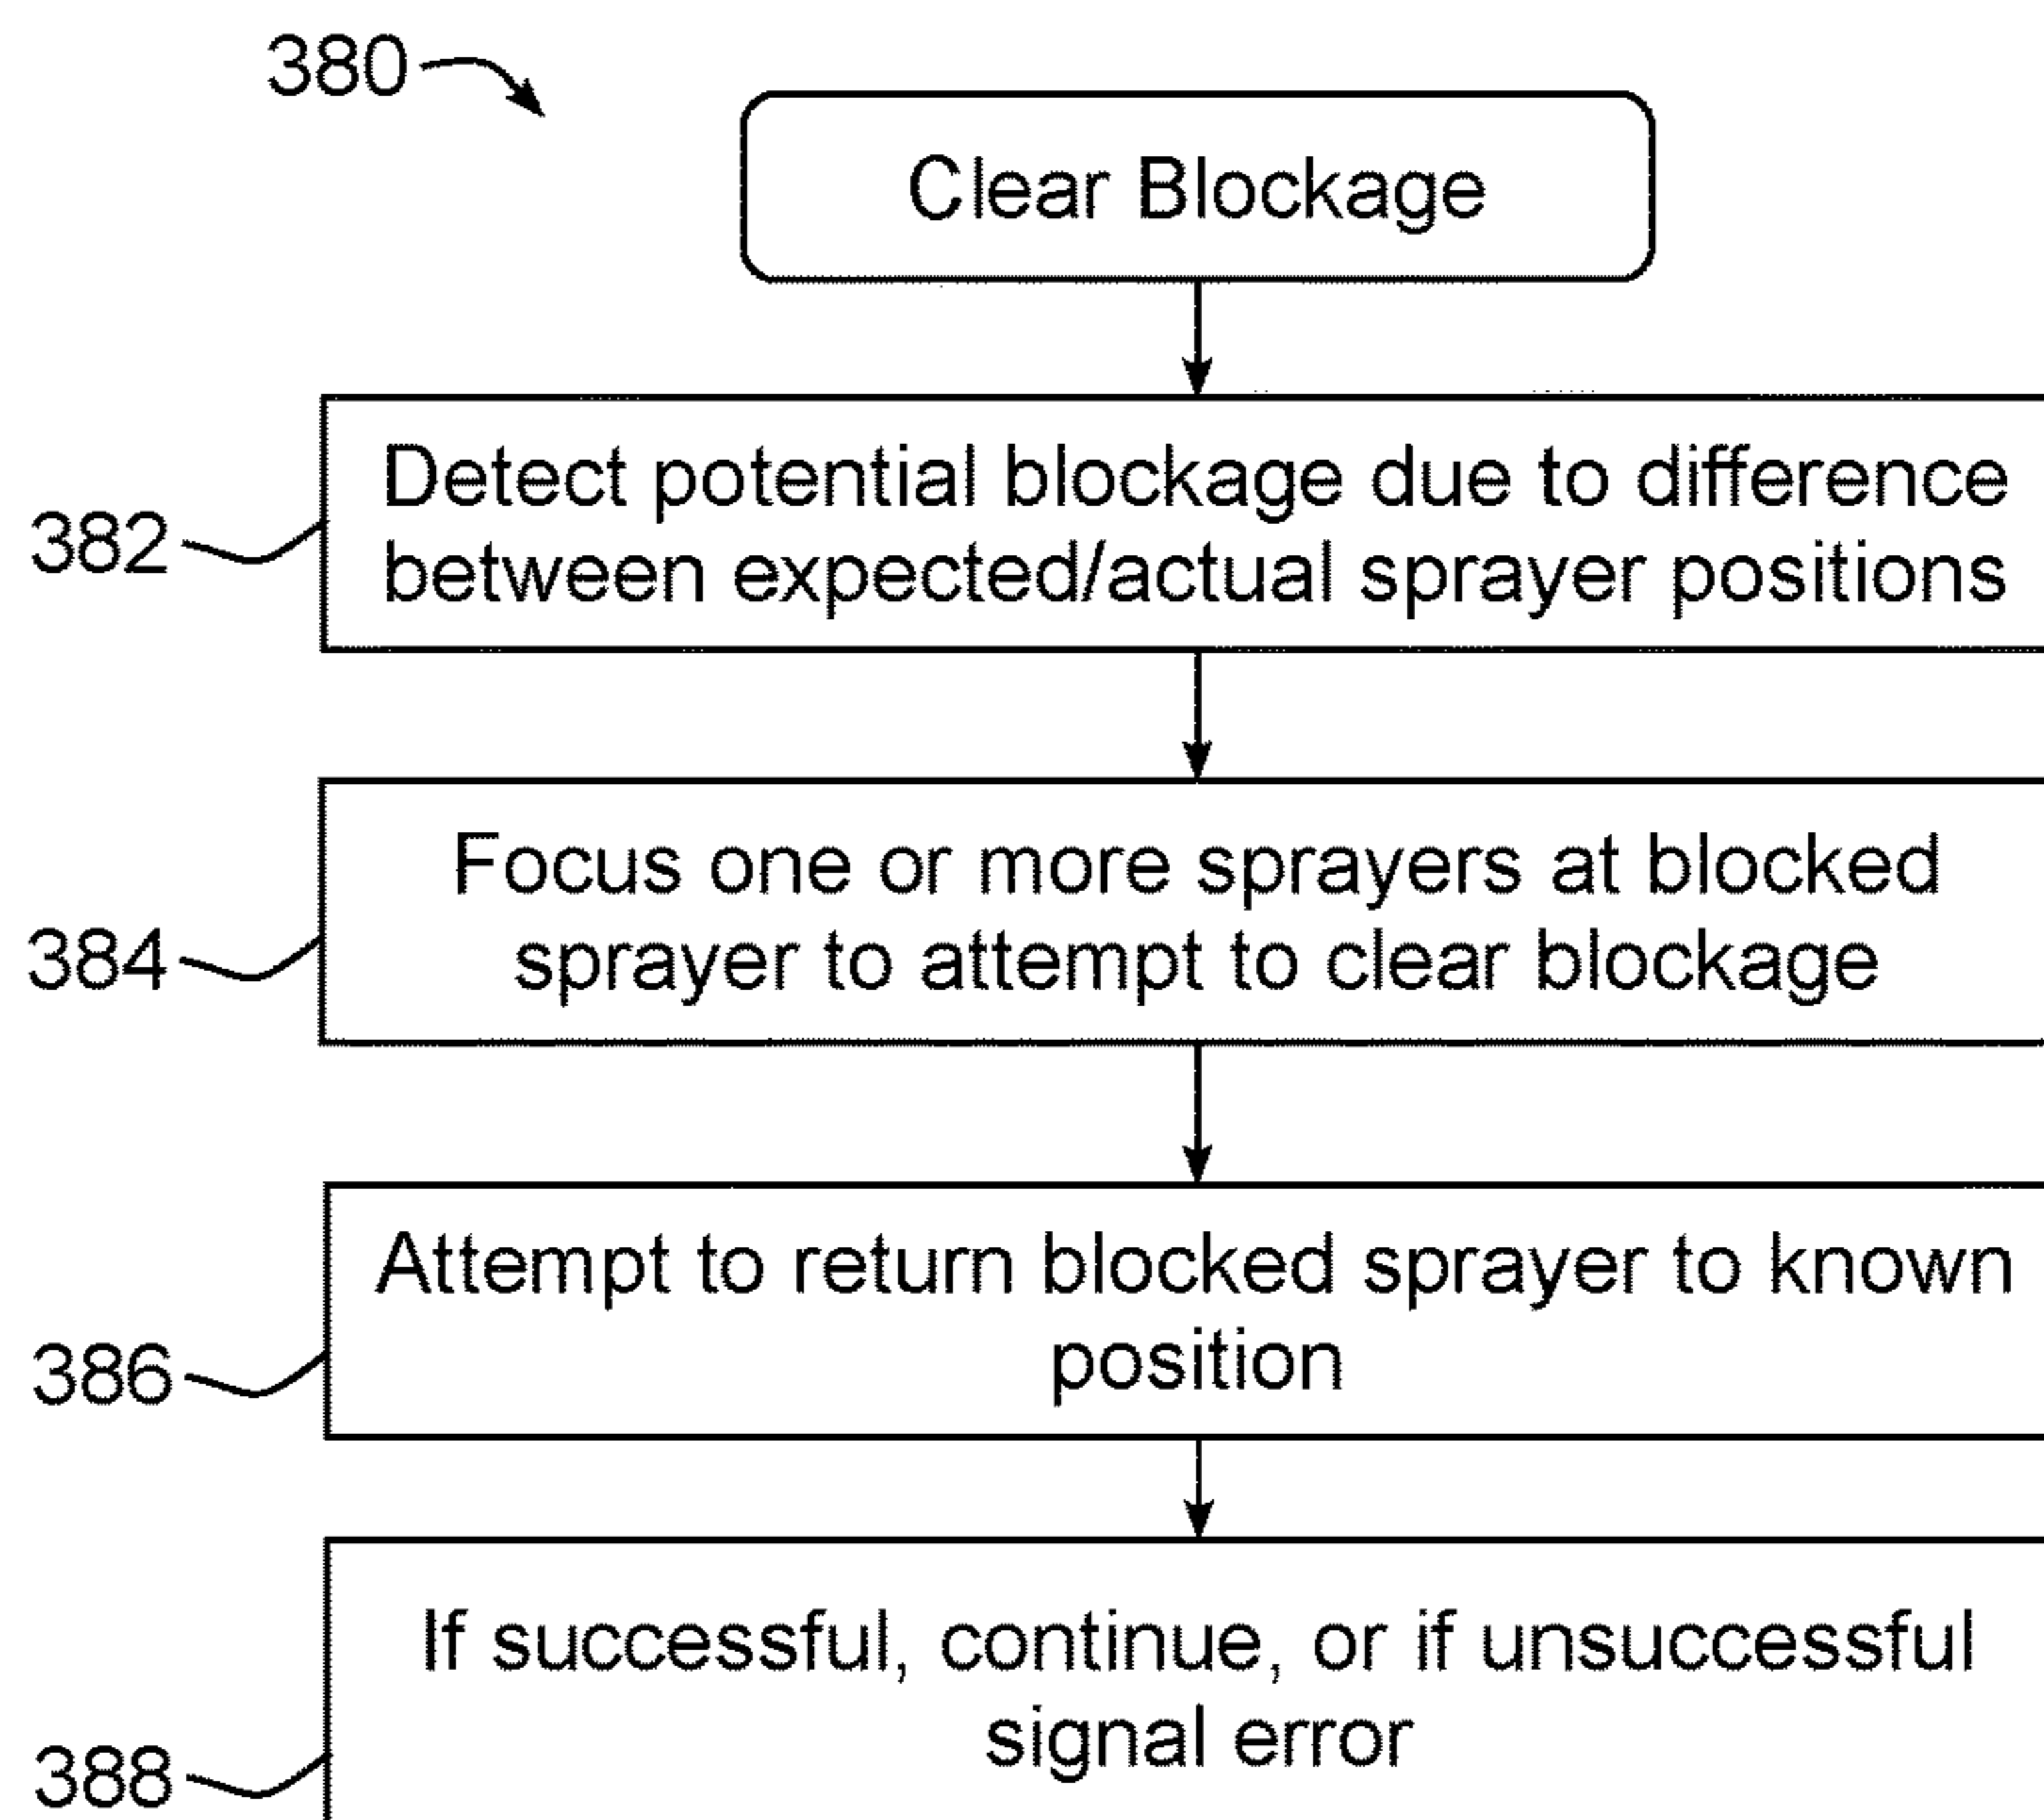 380
Clear Blockage
Detect potential blockage due to difference
between expected/actual sprayer positions
382
Focus one or more sprayers at blocked
sprayer to attempt to clear blockage
384
Attempt to return blocked sprayer to known
position
386
If successful, continue, or if unsuccessful
signal error
388